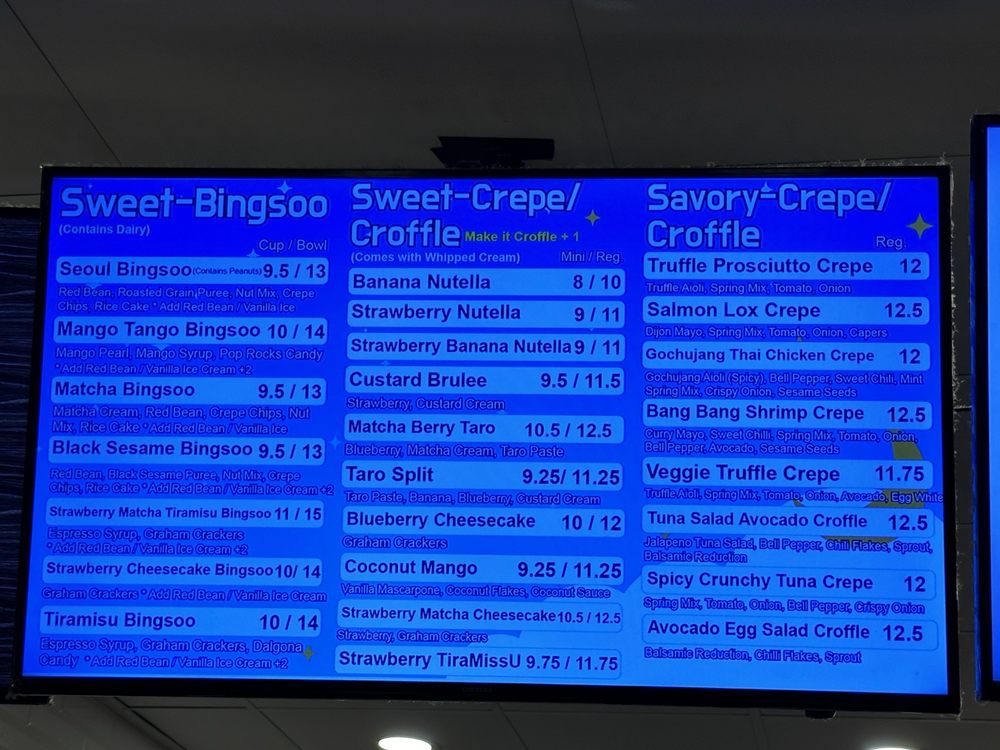 Sweet-Bingsoo
(Contains Dairy)
Cup / Bowl
Seoul Bingsoo (Contains Peanuts) 9.5 / 13
Red Bean, Roasted Grain Puree, Nut Mix, Crepe
Chips, Rice Cake * Add Red Bean / Vanilla Ice
Mango Tango Bingsoo 10 / 14
Mango Pearl, Mango Syrup, Pop Rocks Candy
* Add Red Bean / Vanilla Ice Cream +2
Matcha Bingsoo 9.5 / 13
Matcha Cream, Red Bean, Crepe Chips, Nut
Mix, Rice Cake * Add Red Bean / Vanilla Ice
Black Sesame Bingsoo 9.5 / 13
Red Bean, Black Sesame Puree, Nut Mix, Crepe
Chips, Rice Cake * Add Red Bean / Vanilla Ice Cream +2
Strawberry Matcha Tiramisu Bingsoo 11 / 15
Espresso Syrup, Graham Crackers
* Add Red Bean / Vanilla Ice Cream +2
Strawberry Cheesecake Bingsoo 10/ 14
Graham Crackers * Add Red Bean / Vanilla Ice Cream
Tiramisu Bingsoo 10 / 14
Espresso Syrup, Graham Crackers, Dalgona
Candy * Add Red Bean / Vanilla Ice Cream +2
Sweet-Crepe/
Croffle Make it Croffle + 1
(Comes with Whipped Cream) Mini / Reg.
Banana Nutella 8 / 10
Strawberry Nutella 9 / 11
Strawberry Banana Nutella 9 / 11
Custard Brulee 9.5 / 11.5
Strawberry, Custard Cream
Matcha Berry Taro 10.5 / 12.5
Blueberry, Matcha Cream, Taro Paste
Taro Split 9.25/ 11.25
Taro Paste, Banana, Blueberry, Custard Cream
Blueberry Cheesecake 10 / 12
Graham Crackers
Coconut Mango 9.25 / 11.25
Vanilla Mascarpone, Coconut Flakes, Coconut Sauce
Strawberry Matcha Cheesecake 10.5 / 12.5
Strawberry, Graham Crackers
Strawberry TiraMissU 9.75 / 11.75
Savory-Crepe/
Croffle
Reg.
Truffle Prosciutto Crepe 12
Truffle Aioli, Spring Mix, Tomato, Onion
Salmon Lox Crepe 12.5
Dijon Mayo, Spring Mix, Tomato, Onion, Capers
Gochujang Thai Chicken Crepe 12
Gochujang Aioli (Spicy), Bell Pepper, Sweet Chili, Mint
Spring Mix, Crispy Onion, Sesame Seeds
Bang Bang Shrimp Crepe 12.5
Curry Mayo, Sweet Chilli, Spring Mix, Tomato, Onion,
Bell Pepper, Avocado, Sesame Seeds
Veggie Truffle Crepe 11.75
Truffle Aioli, Spring Mix, Tomato, Onion, Avocado, Egg White
Tuna Salad Avocado Croffle 12.5
Jalapeno Tuna Salad, Bell Pepper, Chili Flakes, Sprout,
Balsamic Reduction
Spicy Crunchy Tuna Crepe 12
Spring Mix, Tomato, Onion, Bell Pepper, Crispy Onion
Avocado Egg Salad Croffle 12.5
Balsamic Reduction, Chilli Flakes, Sprout